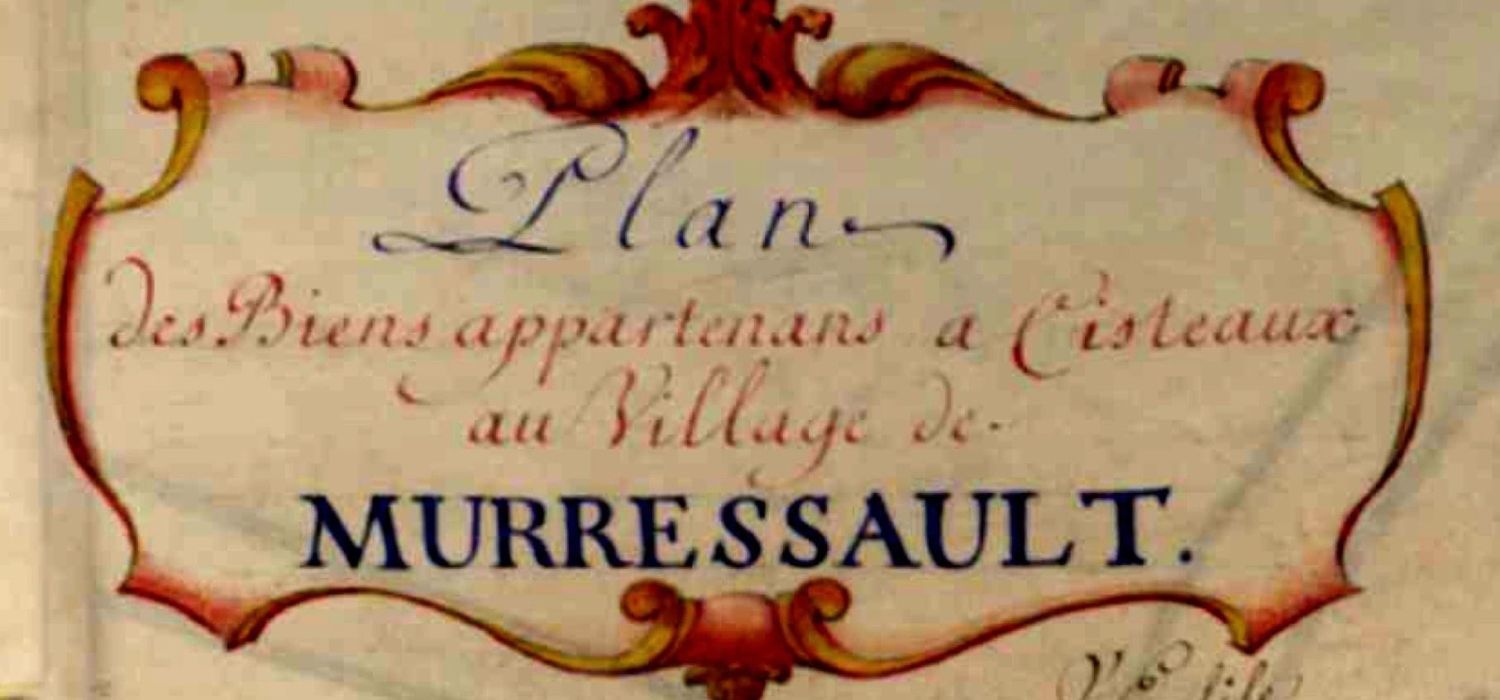 Plan
des Biens appartenans a Cisteaux
au Village de
MURRESSAULT.